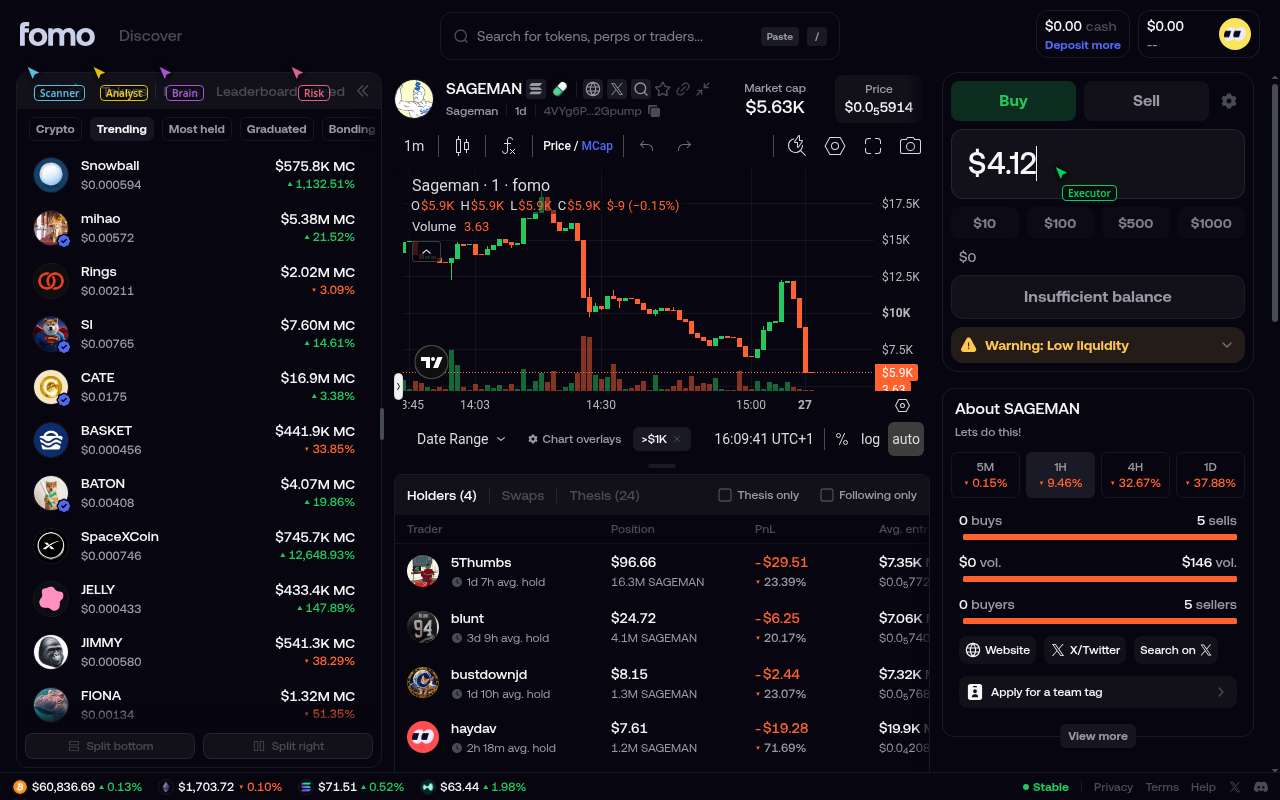 fomo
Discover
Search for tokens, perps or traders...
Paste
/
$0.00 cash
Deposit more
$0.00
--
Scanner
Analyst
Brain
Leaderboard
Risk
Crypto
Trending
Most held
Graduated
Bonding
Snowball $575.8K MC
$0.000594 1,132.51%
mihao $5.38M MC
$0.00572 21.52%
Rings $2.02M MC
$0.00211 3.09%
SI $7.60M MC
$0.00765 14.61%
CATE $16.9M MC
$0.0175 3.38%
BASKET $441.9K MC
$0.000456 33.85%
BATON $4.07M MC
$0.00408 19.86%
SpaceXCoin $745.7K MC
$0.000746 12,648.93%
JELLY $433.4K MC
$0.000433 147.89%
JIMMY $541.3K MC
$0.000580 38.29%
FIONA $1.32M MC
$0.00134 51.35%
Split bottom
Split right
SAGEMAN
Sageman 1d 4VYg6P...2Gpump
Market cap
$5.63K
Price
$0.0₅5914
1m
Price / MCap
Sageman · 1 · fomo
O$5.9K H$5.9K L$5.9K C$5.9K $-9 (−0.15%)
Volume 3.63
$17.5K
$15K
$12.5K
$10K
$7.5K
$5.9K
3.63
3:45 14:03 14:30 15:00 27
Date Range
Chart overlays
>$1K ×
16:09:41 UTC+1
%
log
auto
Holders (4)
Swaps
Thesis (24)
Thesis only
Following only
Trader Position PnL Avg. entr
5Thumbs $96.66 -$29.51 $7.35K
1d 7h avg. hold 16.3M SAGEMAN 23.39% $0.0₅772
blunt $24.72 -$6.25 $7.06K
3d 9h avg. hold 4.1M SAGEMAN 20.17% $0.0₅740
bustdownjd $8.15 -$2.44 $7.32K
1d 10h avg. hold 1.3M SAGEMAN 23.07% $0.0₅768
haydav $7.61 -$19.28 $19.9K
2h 18m avg. hold 1.2M SAGEMAN 71.69% $0.0₄208
Buy
Sell
$4.12
Executor
$10
$100
$500
$1000
$0
Insufficient balance
Warning: Low liquidity
About SAGEMAN
Lets do this!
5M 1H 4H 1D
0.15% 9.46% 32.67% 37.88%
0 buys 5 sells
$0 vol. $146 vol.
0 buyers 5 sellers
Website
X/Twitter
Search on X
Apply for a team tag
View more
$60,836.69 0.13%
$1,703.72 0.10%
$71.51 0.52%
$63.44 1.98%
Stable
Privacy
Terms
Help